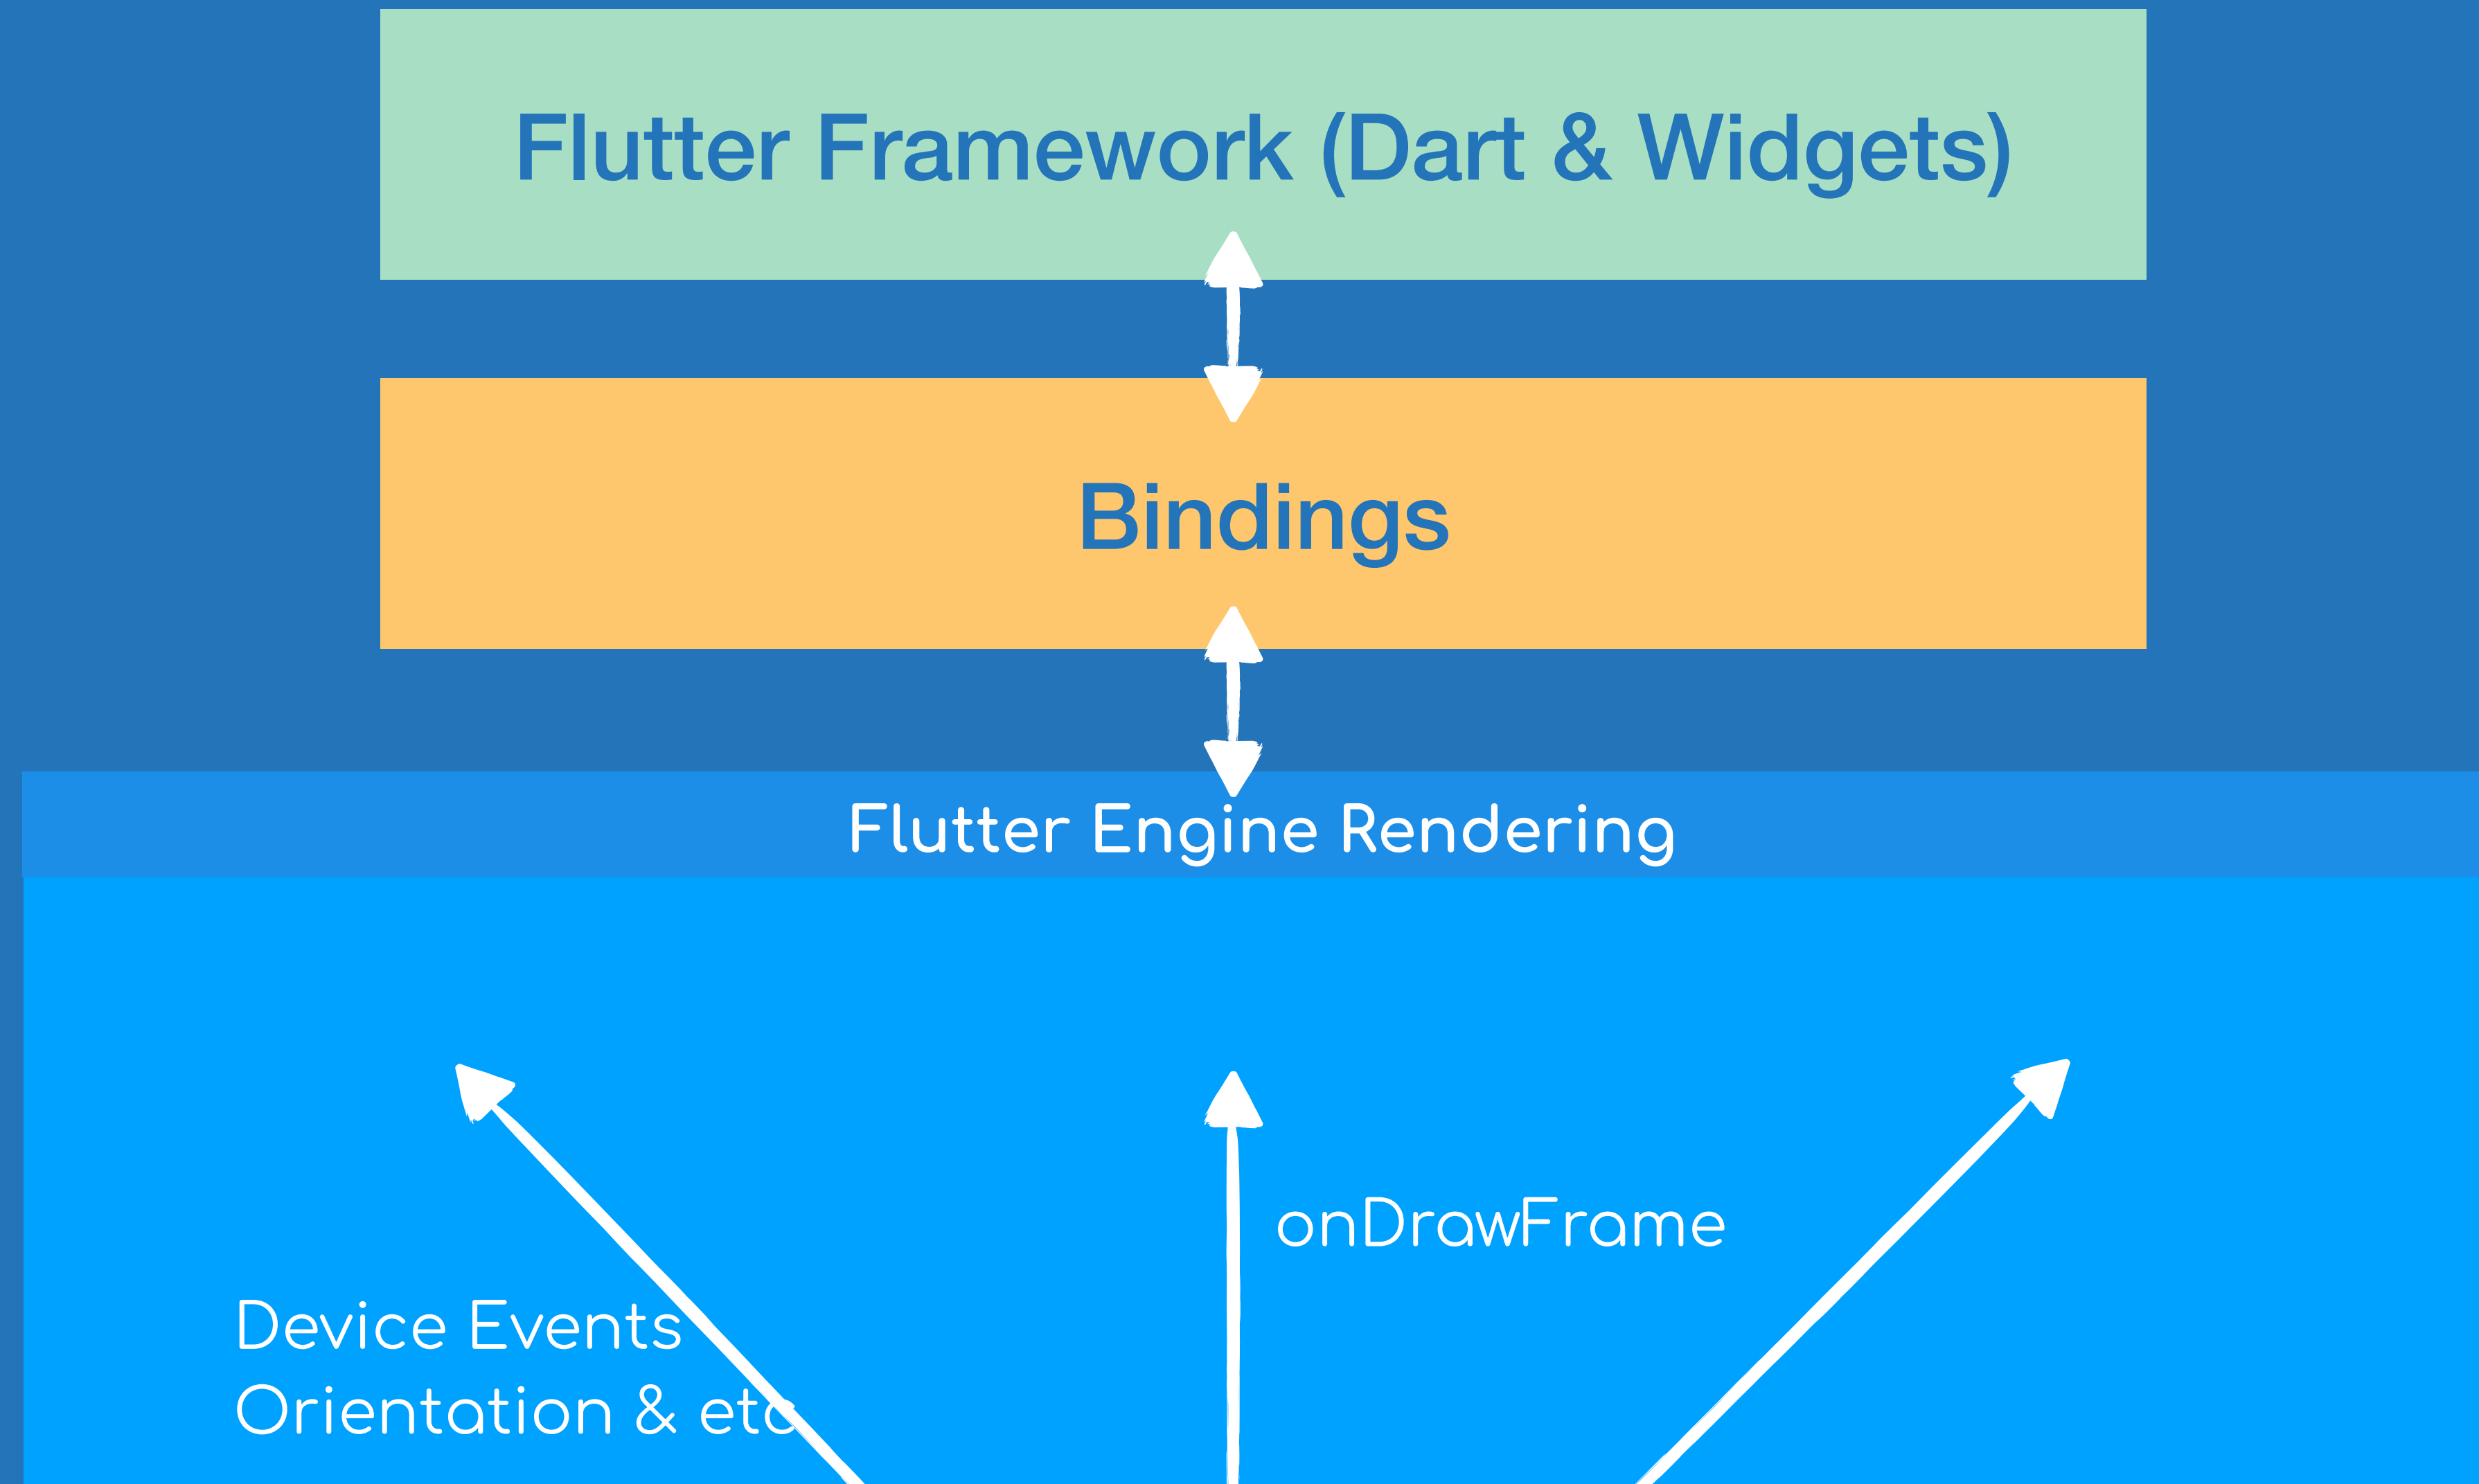 Flutter Framework (Dart & Widgets)
Bindings
Flutter Engine Rendering
onDrawFrame
Device Events
Orientation & etc